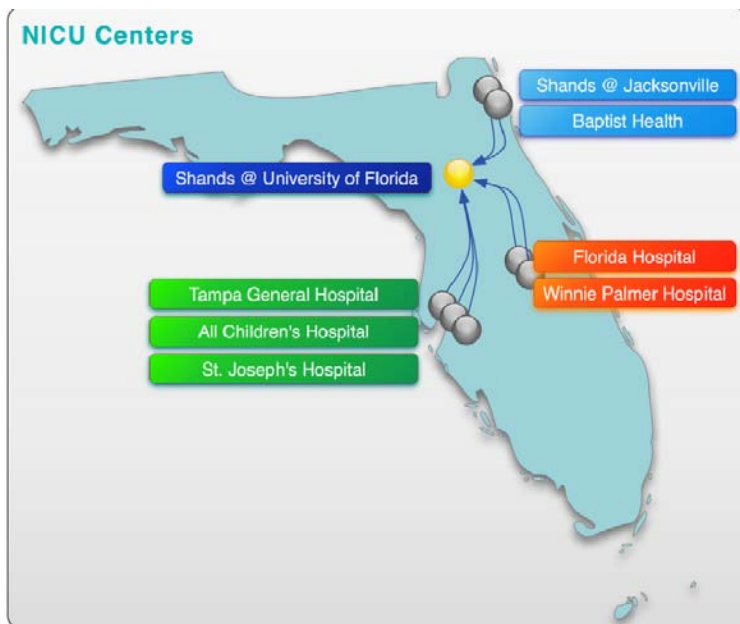 NICU Centers
Shands @ Jacksonville
Baptist Health
Shands @ University of Florida
Florida Hospital
Winnie Palmer Hospital
Tampa General Hospital
All Children's Hospital
St. Joseph's Hospital